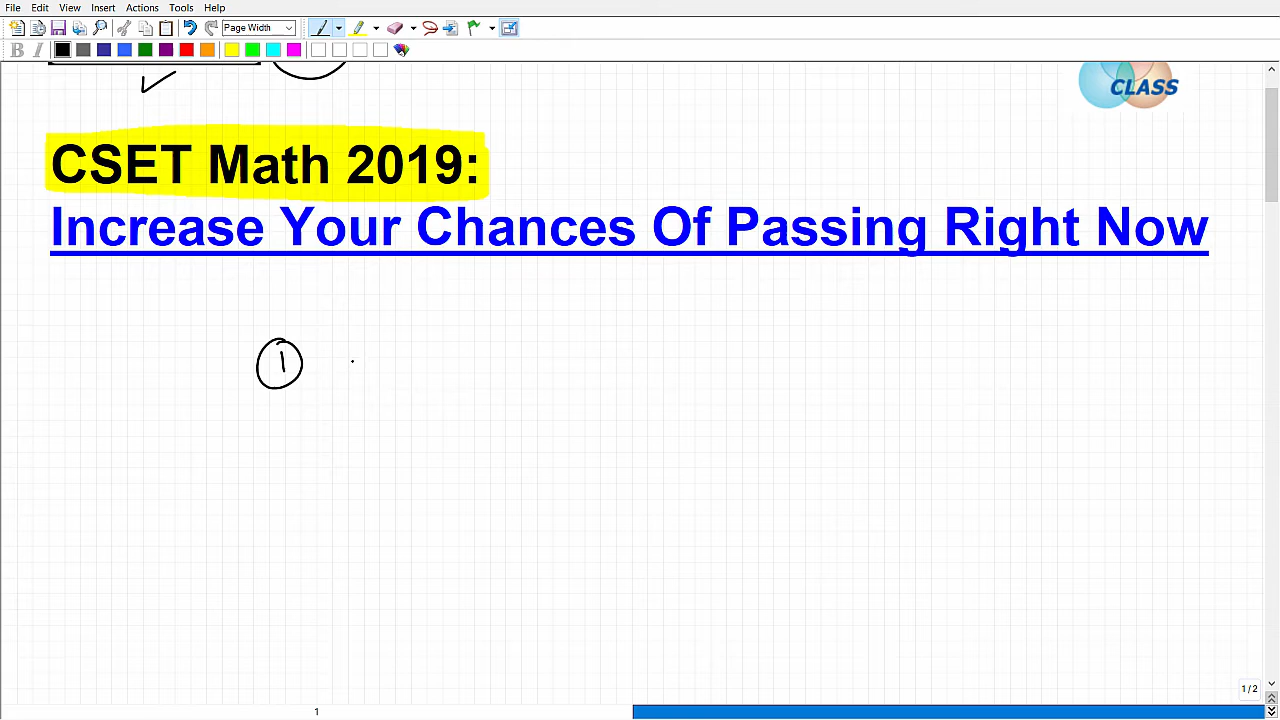 File Edit View Insert Actions Tools Help
Page Width
B I
CLASS
CSET Math 2019:
Increase Your Chances Of Passing Right Now
1
1/2
1